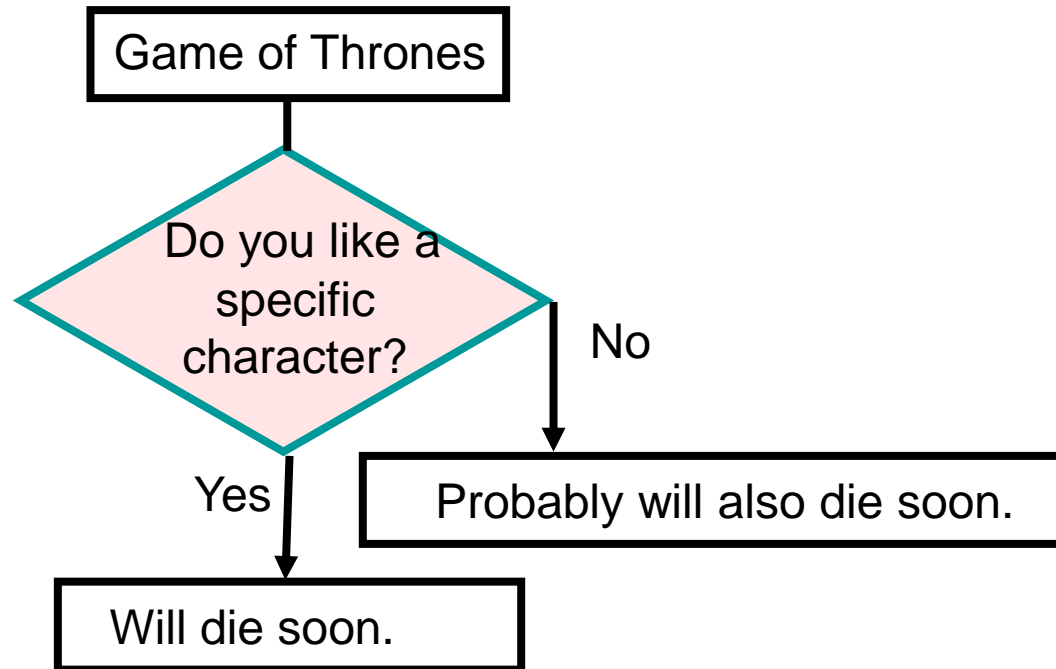 Game of Thrones
Do you like a
specific
character?
No
Yes
Probably will also die soon.
Will die soon.